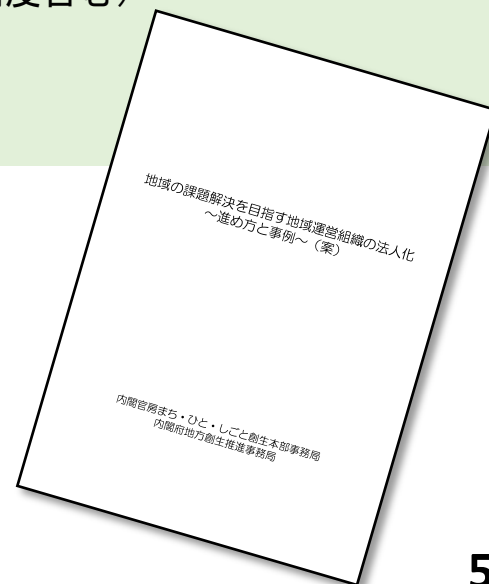 地域の課題解決を目指す地域運営組織の法人化
～進め方と事例～（案）
内閣官房まち・ひと・しごと創生本部事務局
内閣府地方創生推進事務局
5